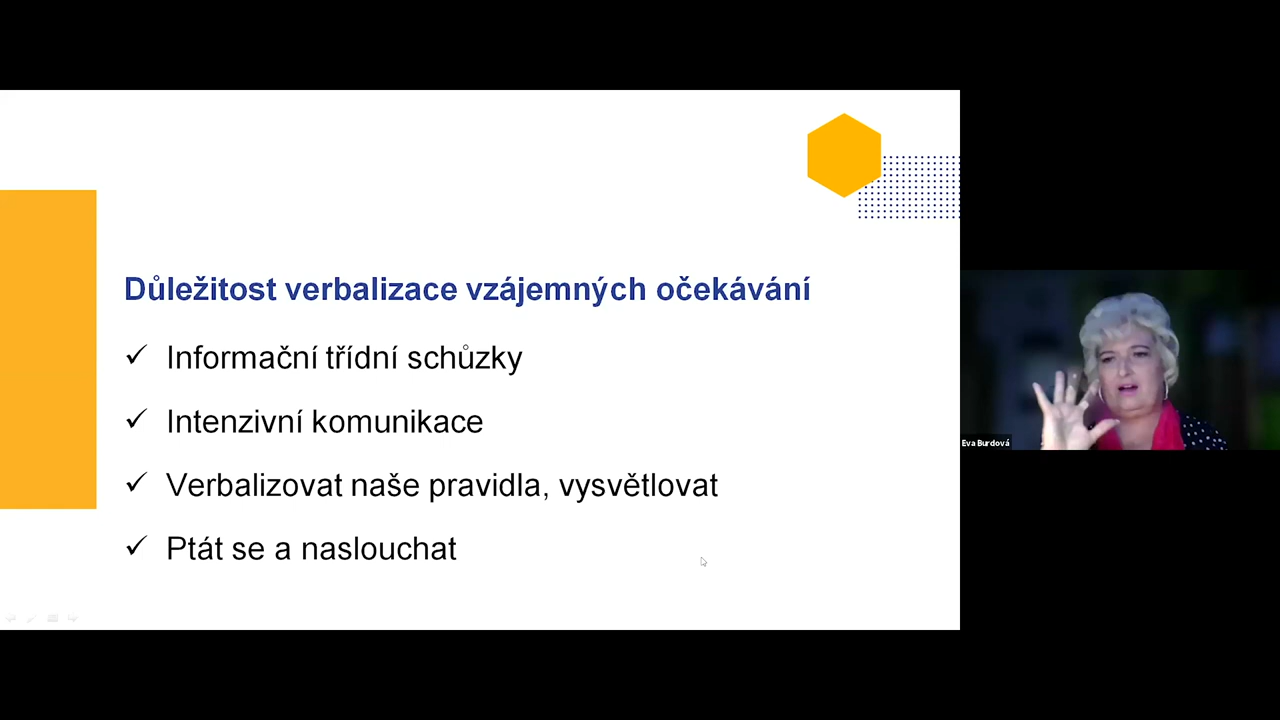 Důležitost verbalizace vzájemných očekávání
✓ Informační třídní schůzky
✓ Intenzivní komunikace
✓ Verbalizovat naše pravidla, vysvětlovat
✓ Ptát se a naslouchat
Eva Burdová